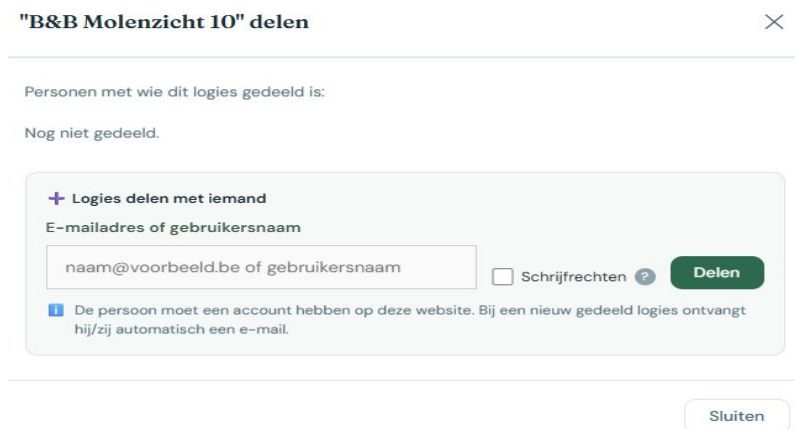 "B&B Molenzicht 10" delen
Personen met wie dit logies gedeeld is:
Nog niet gedeeld.
Logies delen met iemand
E-mailadres of gebruikersnaam
naam@voorbeeld.be of gebruikersnaam
Schrijfrechten ?
Delen
De persoon moet een account hebben op deze website. Bij een nieuw gedeeld logies ontvangt
hij/zij automatisch een e-mail.
Sluiten